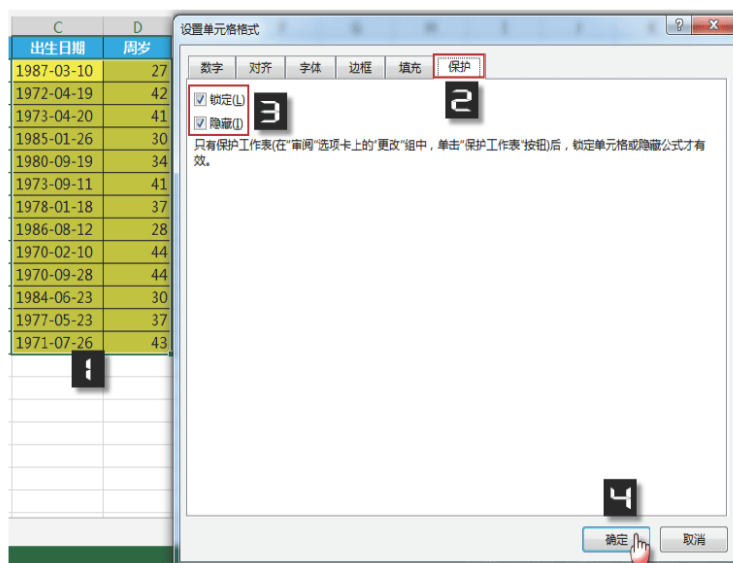 C D
出生日期 周岁
1987-03-10 27
1972-04-19 42
1973-04-20 41
1985-01-26 30
1980-09-19 34
1973-09-11 41
1978-01-18 37
1986-08-12 28
1970-02-10 44
1970-09-28 44
1984-06-23 30
1977-05-23 37
1971-07-26 43
1
设置单元格格式
数字 对齐 字体 边框 填充 保护
2
锁定(L)
隐藏(I)
3
只有保护工作表(在"审阅"选项卡上的"更改"组中，单击"保护工作表"按钮)后，锁定单元格或隐藏公式才有
效。
4
确定 取消